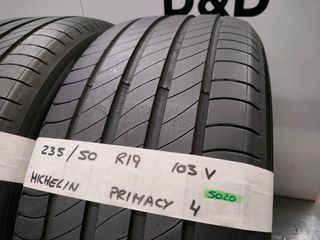 D&D
235/50 R19 103 V
MICHELIN PRIMACY 4
5020